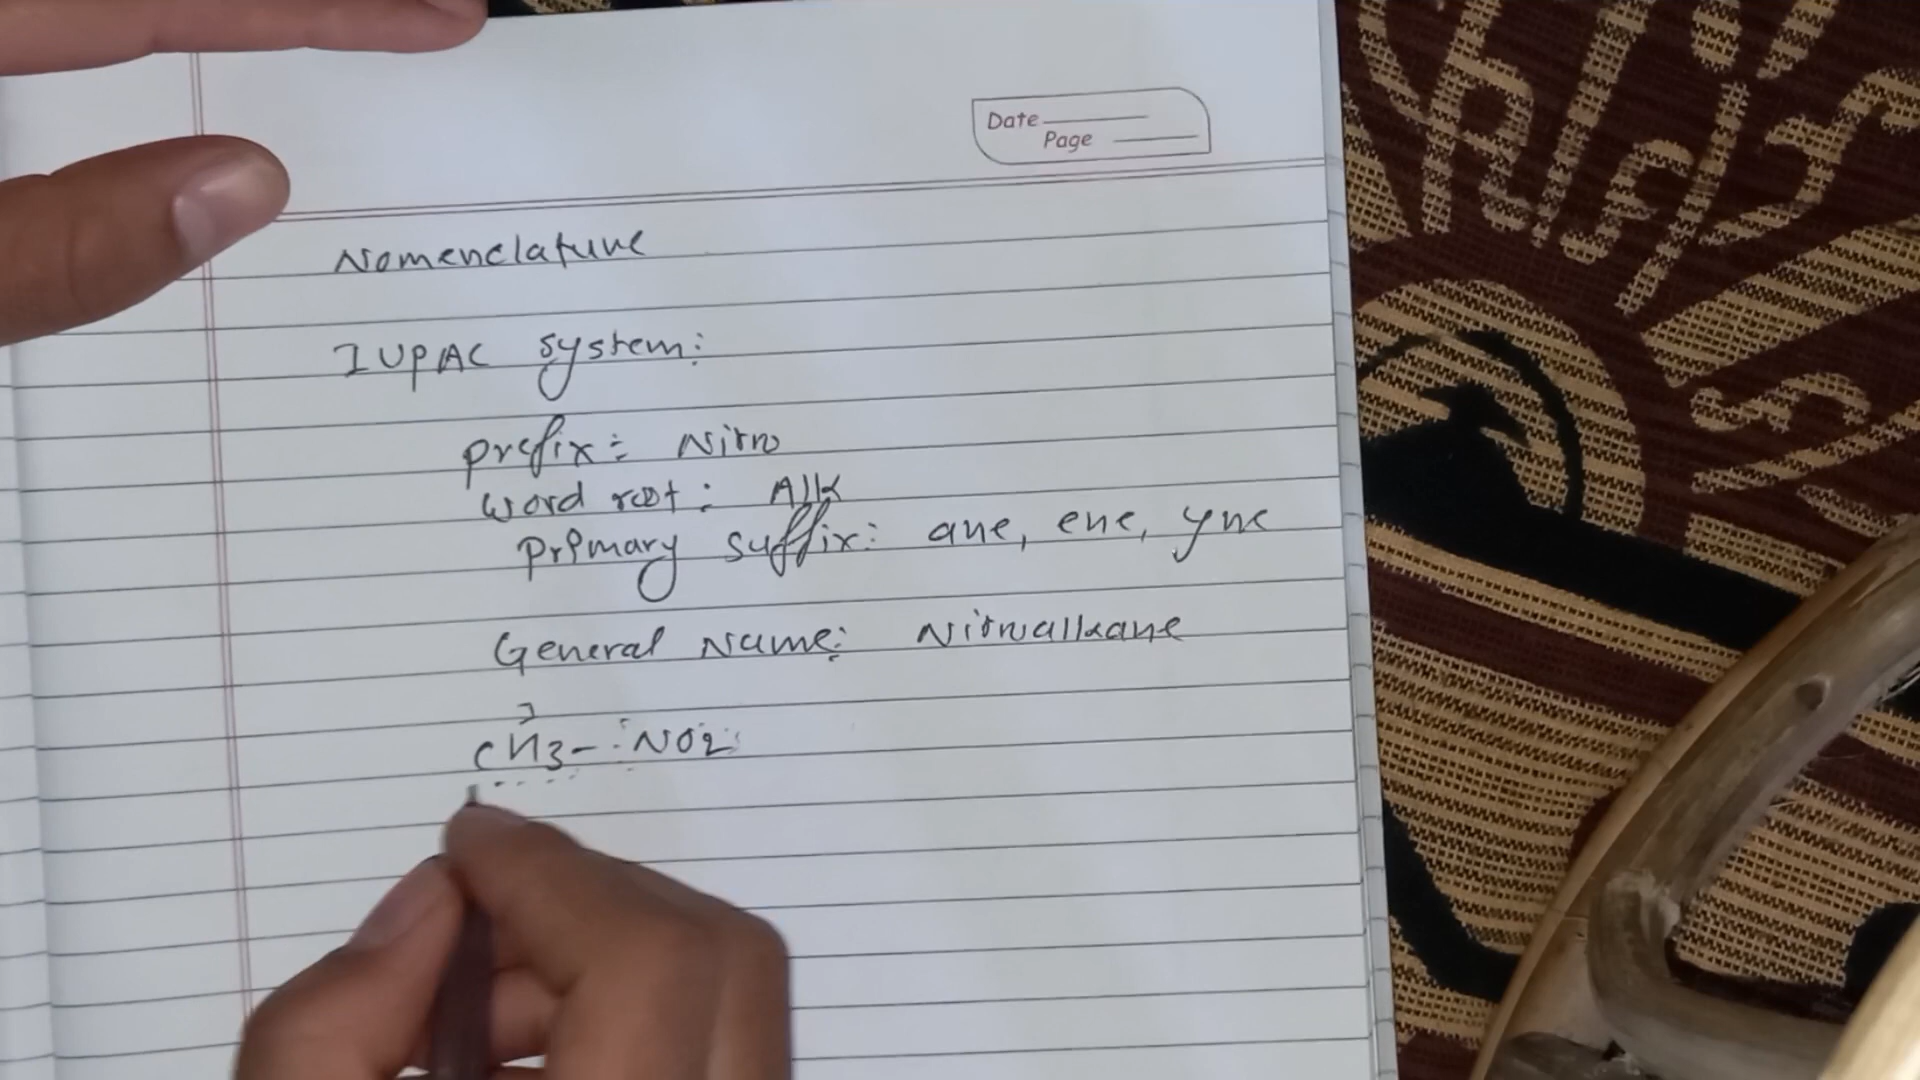 Date
Page
Nomenclature
IUPAC system:
prefix: Nitro
word root: Alk
Primary suffix: ane, ene, yne
General Name: Nitroalkane
CH3- NO2